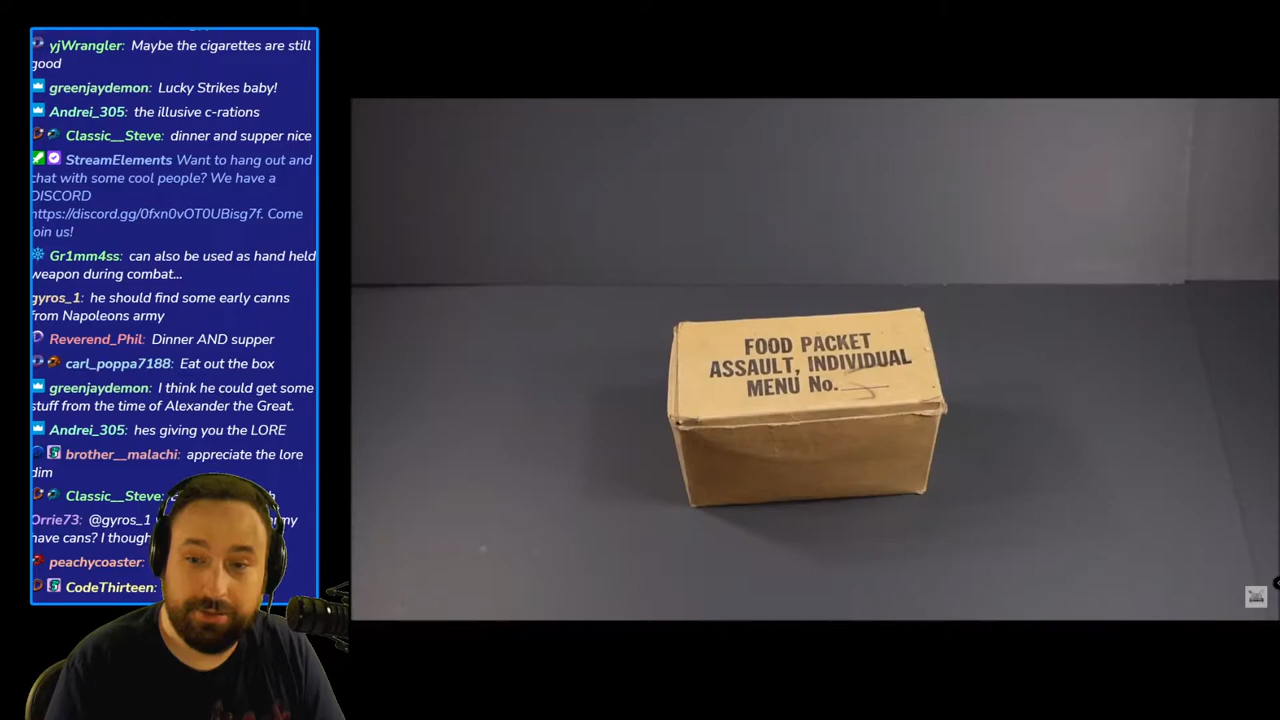 yjWrangler: Maybe the cigarettes are still
good
greenjaydemon: Lucky Strikes baby!
Andrei_305: the illusive c-rations
Classic__Steve: dinner and supper nice
StreamElements Want to hang out and
chat with some cool people? We have a
DISCORD
https://discord.gg/0fxn0vOT0UBisg7f. Come
join us!
Gr1mm4ss: can also be used as hand held
weapon during combat...
gyros_1: he should find some early canns
from Napoleons army
Reverend_Phil: Dinner AND supper
carl_poppa7188: Eat out the box
greenjaydemon: I think he could get some
stuff from the time of Alexander the Great.
Andrei_305: hes giving you the LORE
brother__malachi: appreciate the lore
dim
Classic__Steve:
Orrie73: @gyros_1
have cans? I
peachycoaster:
CodeThirteen:
FOOD PACKET
ASSAULT, INDIVIDUAL
MENU No.